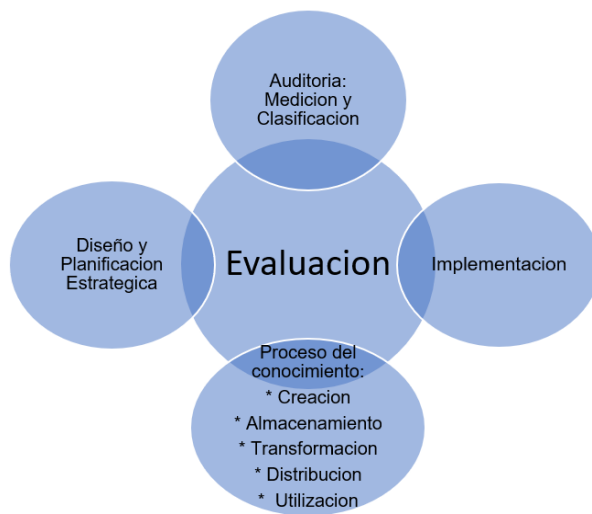 Auditoria:
Medicion y
Clasificacion
Diseño y
Planificacion
Estrategica
Evaluacion
Implementacion
Proceso del
conocimiento:
* Creacion
* Almacenamiento
* Transformacion
* Distribucion
* Utilizacion